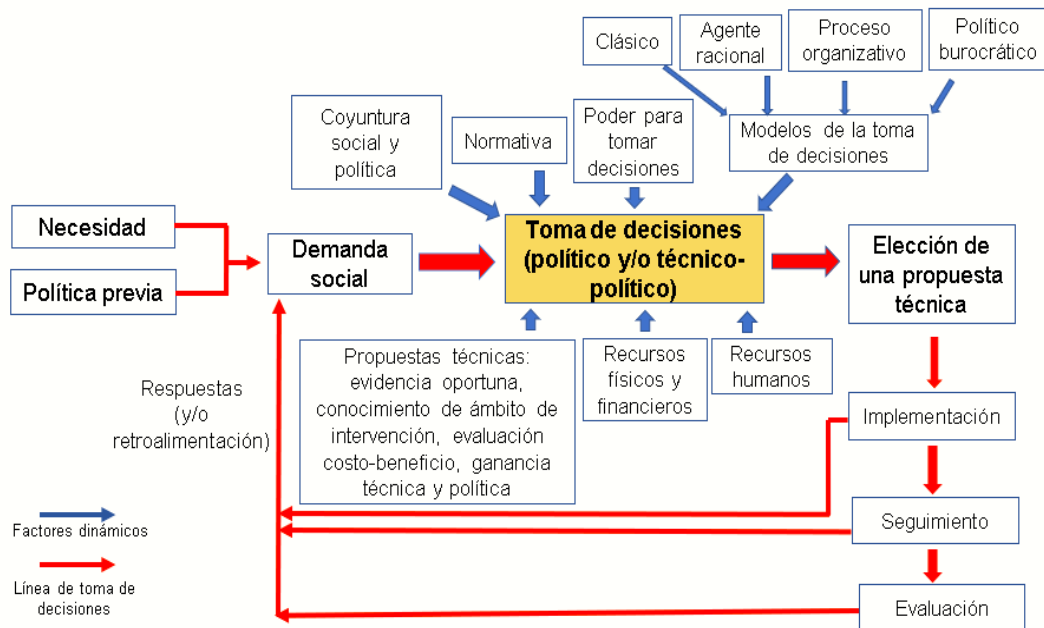 Clásico
Agente
racional
Proceso
organizativo
Político
burocrático
Coyuntura
social y
política
Normativa
Poder para
tomar
decisiones
Modelos de la toma
de decisiones
Necesidad
Política previa
Demanda
social
Toma de decisiones
(político y/o técnico-
político)
Elección de
una propuesta
técnica
Propuestas técnicas:
evidencia oportuna,
conocimiento de ámbito de
intervención, evaluación
costo-beneficio, ganancia
técnica y política
Recursos
físicos y
financieros
Recursos
humanos
Respuestas
(y/o
retroalimentación)
Implementación
Seguimiento
Evaluación
Factores dinámicos
Línea de toma de
decisiones